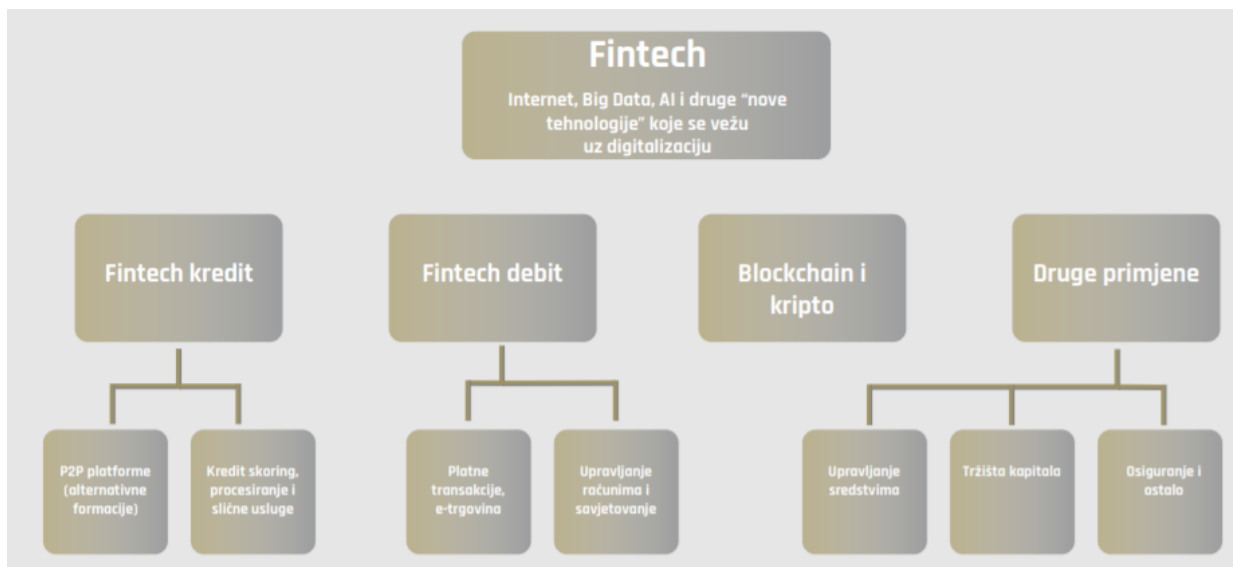 Fintech
Internet, Big Data, AI i druge “nove
tehnologije” koje se vežu
uz digitalizaciju
Fintech kredit
Fintech debit
Blockchain i
kripto
Druge primjene
P2P platforme
(alternativne
formacije)
Kredit skoring,
procesiranje i
slične usluge
Platne
transakcije,
e-trgovina
Upravljanje
računima i
savjetovanje
Upravljanje
sredstvima
Tržišta kapitala
Osiguranje i
ostalo